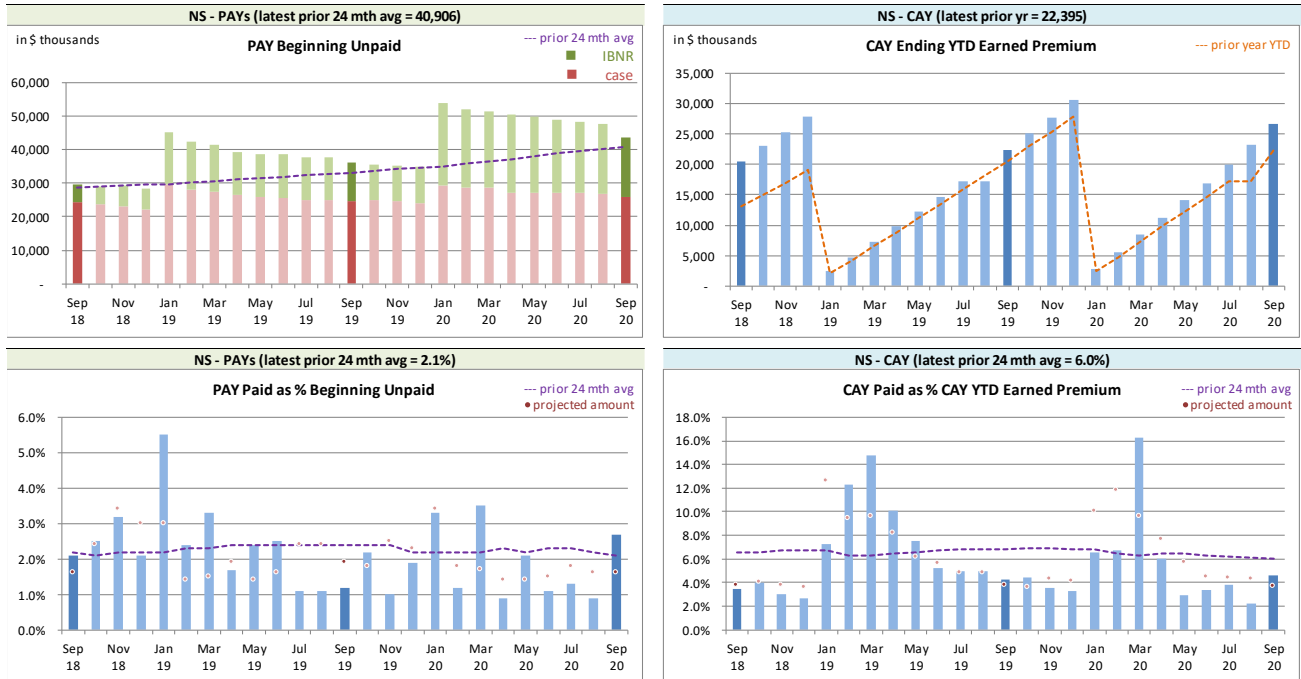 NS - PAYs (latest prior 24 mth avg = 40,906)
in $ thousands
PAY Beginning Unpaid
--- prior 24 mth avg
IBNR
case
60,000
50,000
40,000
30,000
20,000
10,000
-
Sep 18 Nov 18 Jan 19 Mar 19 May 19 Jul 19 Sep 19 Nov 19 Jan 20 Mar 20 May 20 Jul 20 Sep 20
NS - CAY (latest prior yr = 22,395)
in $ thousands
CAY Ending YTD Earned Premium
--- prior year YTD
35,000
30,000
25,000
20,000
15,000
10,000
5,000
-
Sep 18 Nov 18 Jan 19 Mar 19 May 19 Jul 19 Sep 19 Nov 19 Jan 20 Mar 20 May 20 Jul 20 Sep 20
NS - PAYs (latest prior 24 mth avg = 2.1%)
PAY Paid as % Beginning Unpaid
--- prior 24 mth avg
projected amount
6.0%
5.0%
4.0%
3.0%
2.0%
1.0%
0.0%
Sep 18 Nov 18 Jan 19 Mar 19 May 19 Jul 19 Sep 19 Nov 19 Jan 20 Mar 20 May 20 Jul 20 Sep 20
NS - CAY (latest prior 24 mth avg = 6.0%)
CAY Paid as % CAY YTD Earned Premium
--- prior 24 mth avg
projected amount
18.0%
16.0%
14.0%
12.0%
10.0%
8.0%
6.0%
4.0%
2.0%
0.0%
Sep 18 Nov 18 Jan 19 Mar 19 May 19 Jul 19 Sep 19 Nov 19 Jan 20 Mar 20 May 20 Jul 20 Sep 20